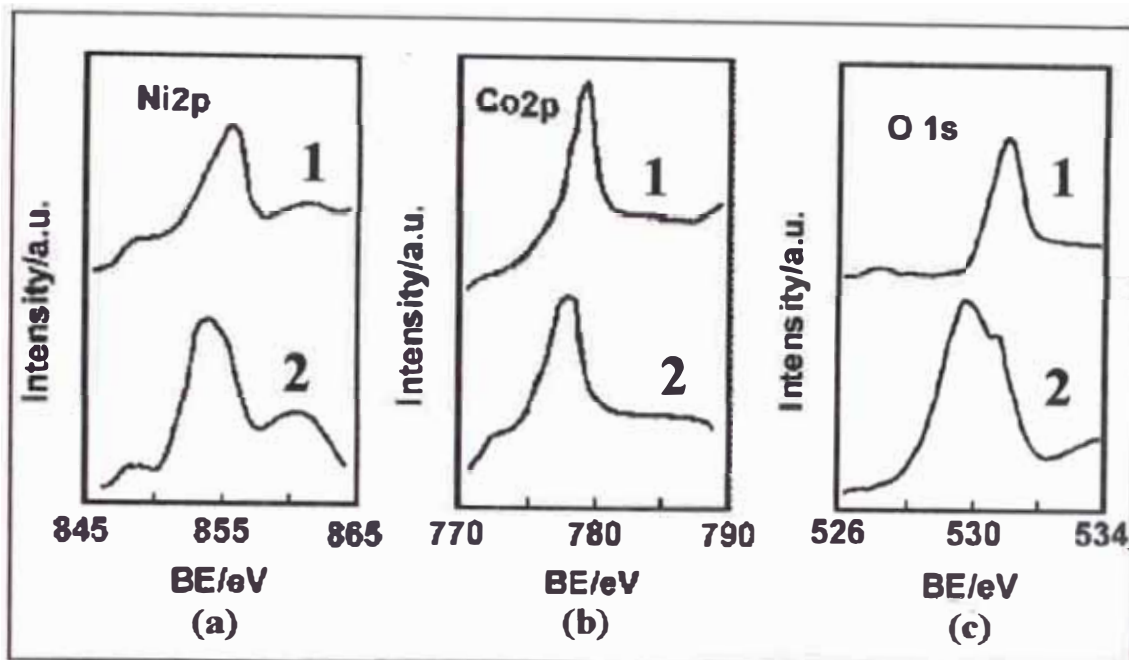 Ni2p
1
2
Intensity/a.u.
845 855 865
BE/eV
(a)
Co2p
1
2
Intensity/a.u.
770 780 790
BE/eV
(b)
O 1s
1
2
Intensity/a.u.
526 530 534
BE/eV
(c)